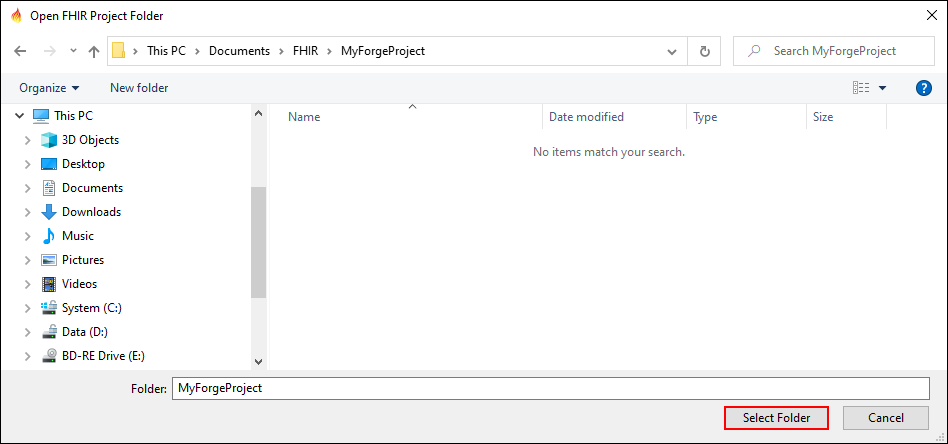 Open FHIR Project Folder
This PC > Documents > FHIR > MyForgeProject
Search MyForgeProject
Organize
New folder
This PC
3D Objects
Desktop
Documents
Downloads
Music
Pictures
Videos
System (C:)
Data (D:)
BD-RE Drive (E:)
Name Date modified Type Size
No items match your search.
Folder: MyForgeProject
Select Folder Cancel